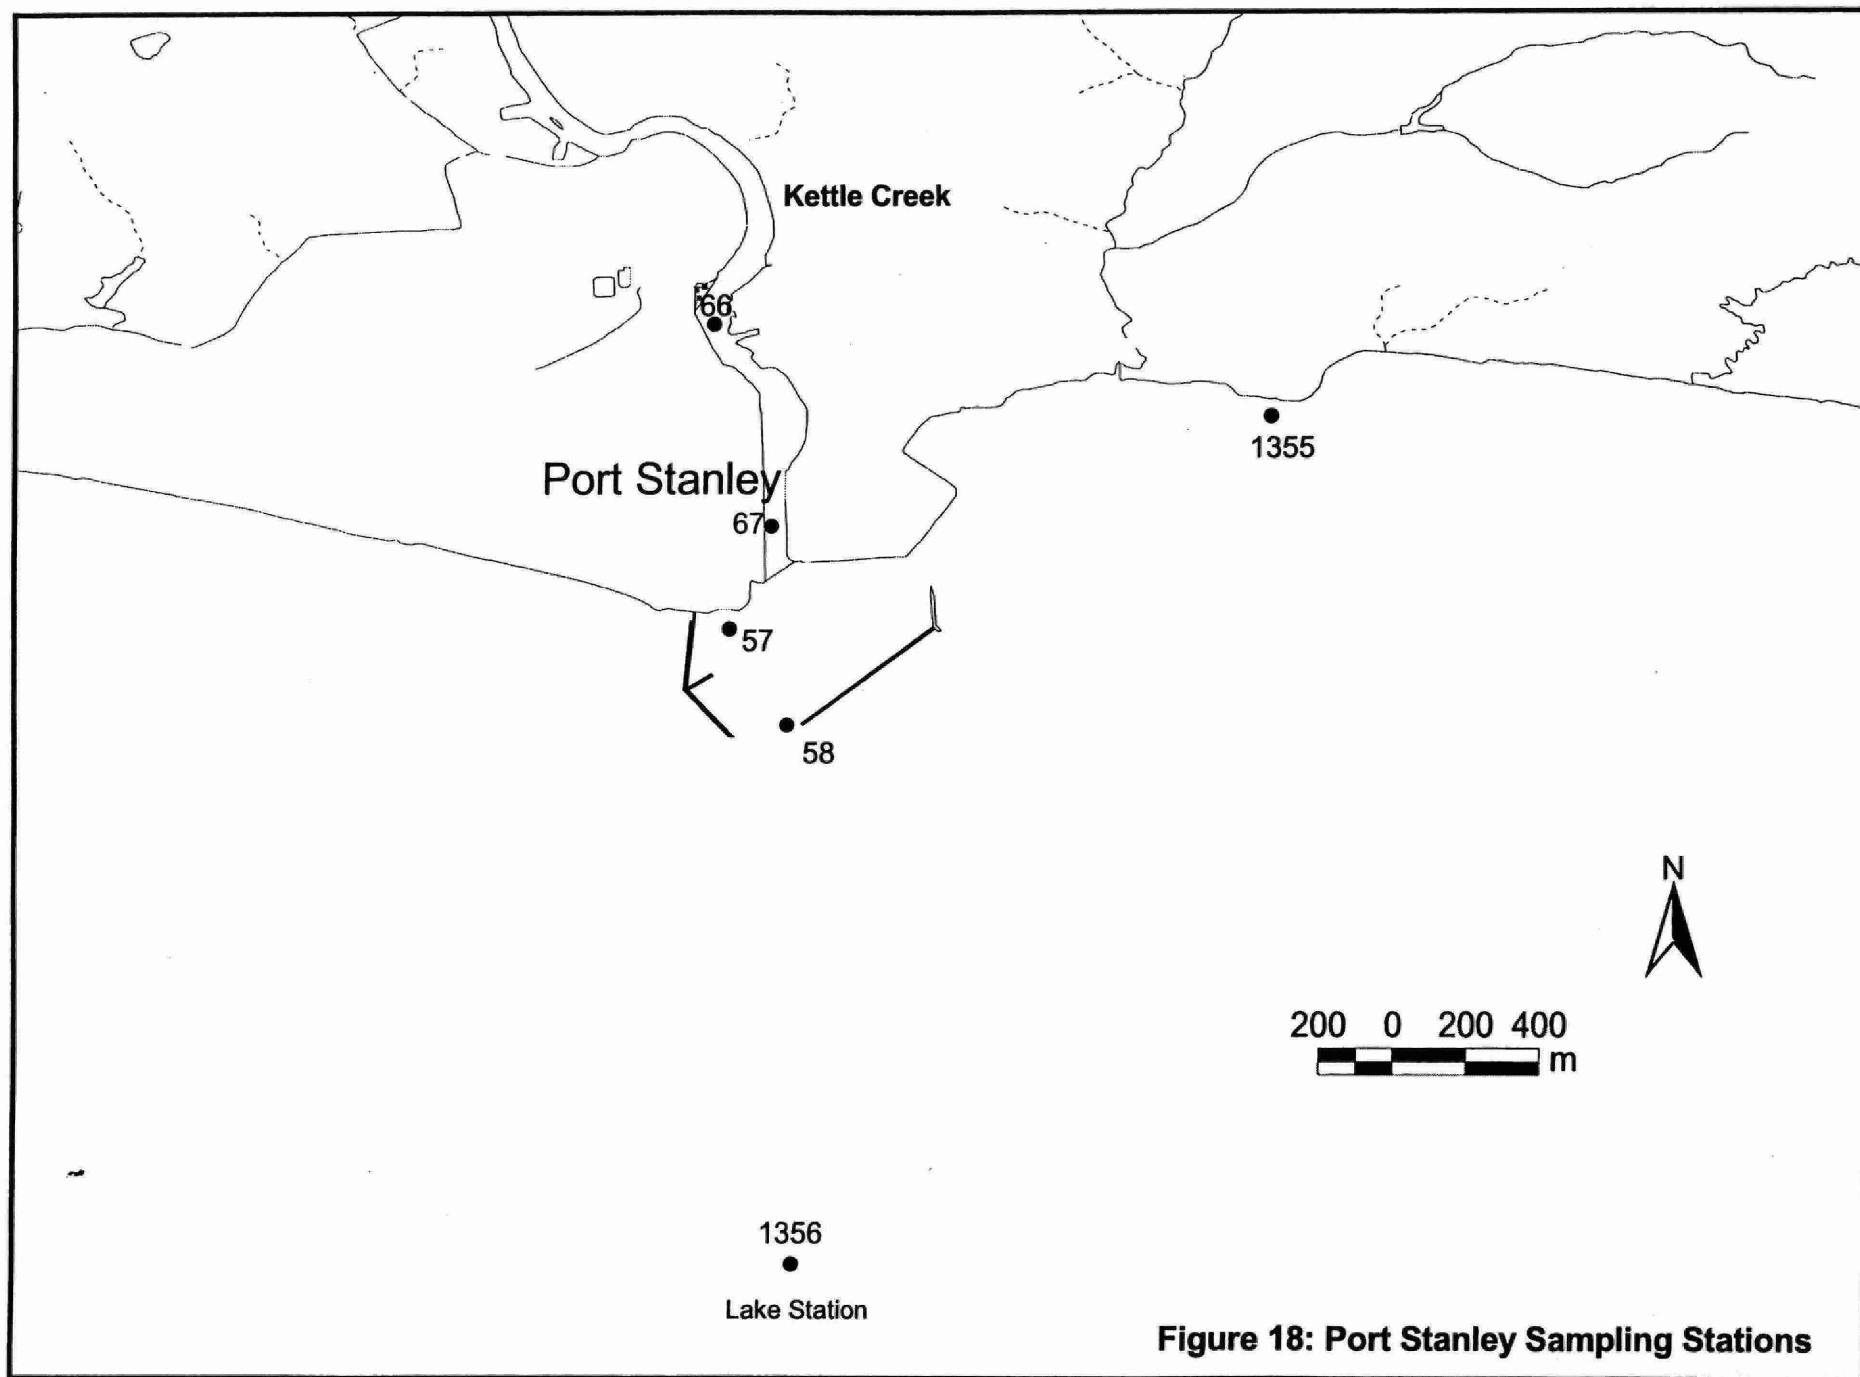 Kettle Creek
66
1355
Port Stanley
67
57
58
N
200 0 200 400
m
1356
Lake Station
Figure 18: Port Stanley Sampling Stations